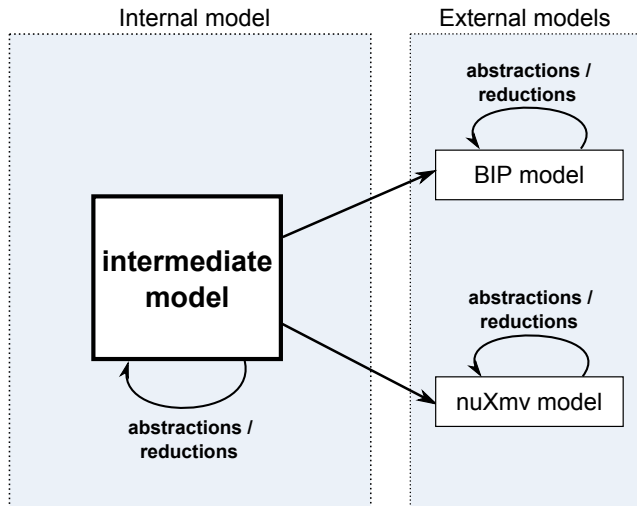 Internal model
External models
abstractions /
reductions
BIP model
intermediate
model
abstractions /
reductions
nuXmv model
abstractions /
reductions